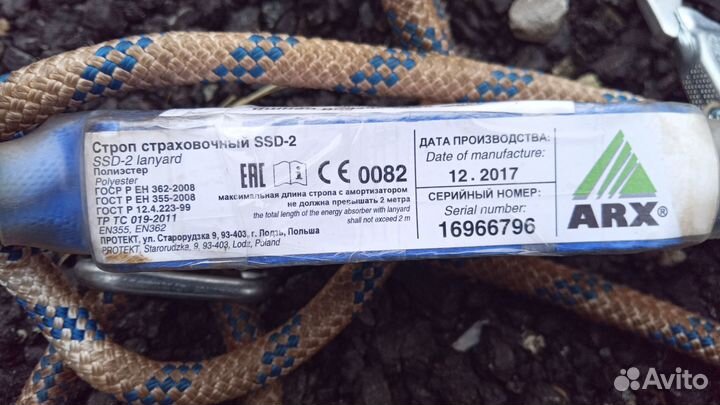 Строп страховочный SSD-2
SSD-2 lanyard
Полиэстер
Polyester
ГОСТ Р ЕН 362-2008
ГОСТ Р ЕН 355-2008
ГОСТ Р 12.4.223-99
ТР ТС 019-2011
EN355, EN362
ПРОТЕКТ, ул. Старорудзка 9, 93-403, г. Лодзь, Польша
PROTEKT, Starorudzka, 9, 93-403, Lodz, Poland
EAC i CE 0082
максимальная длина стропа с амортизатором
не должна превышать 2 метра
the total length of the energy absorber with lanyard
shall not exceed 2 m
ДАТА ПРОИЗВОДСТВА:
Date of manufacture:
12.2017
СЕРИЙНЫЙ НОМЕР:
Serial number:
16966796
ARX®
Avito